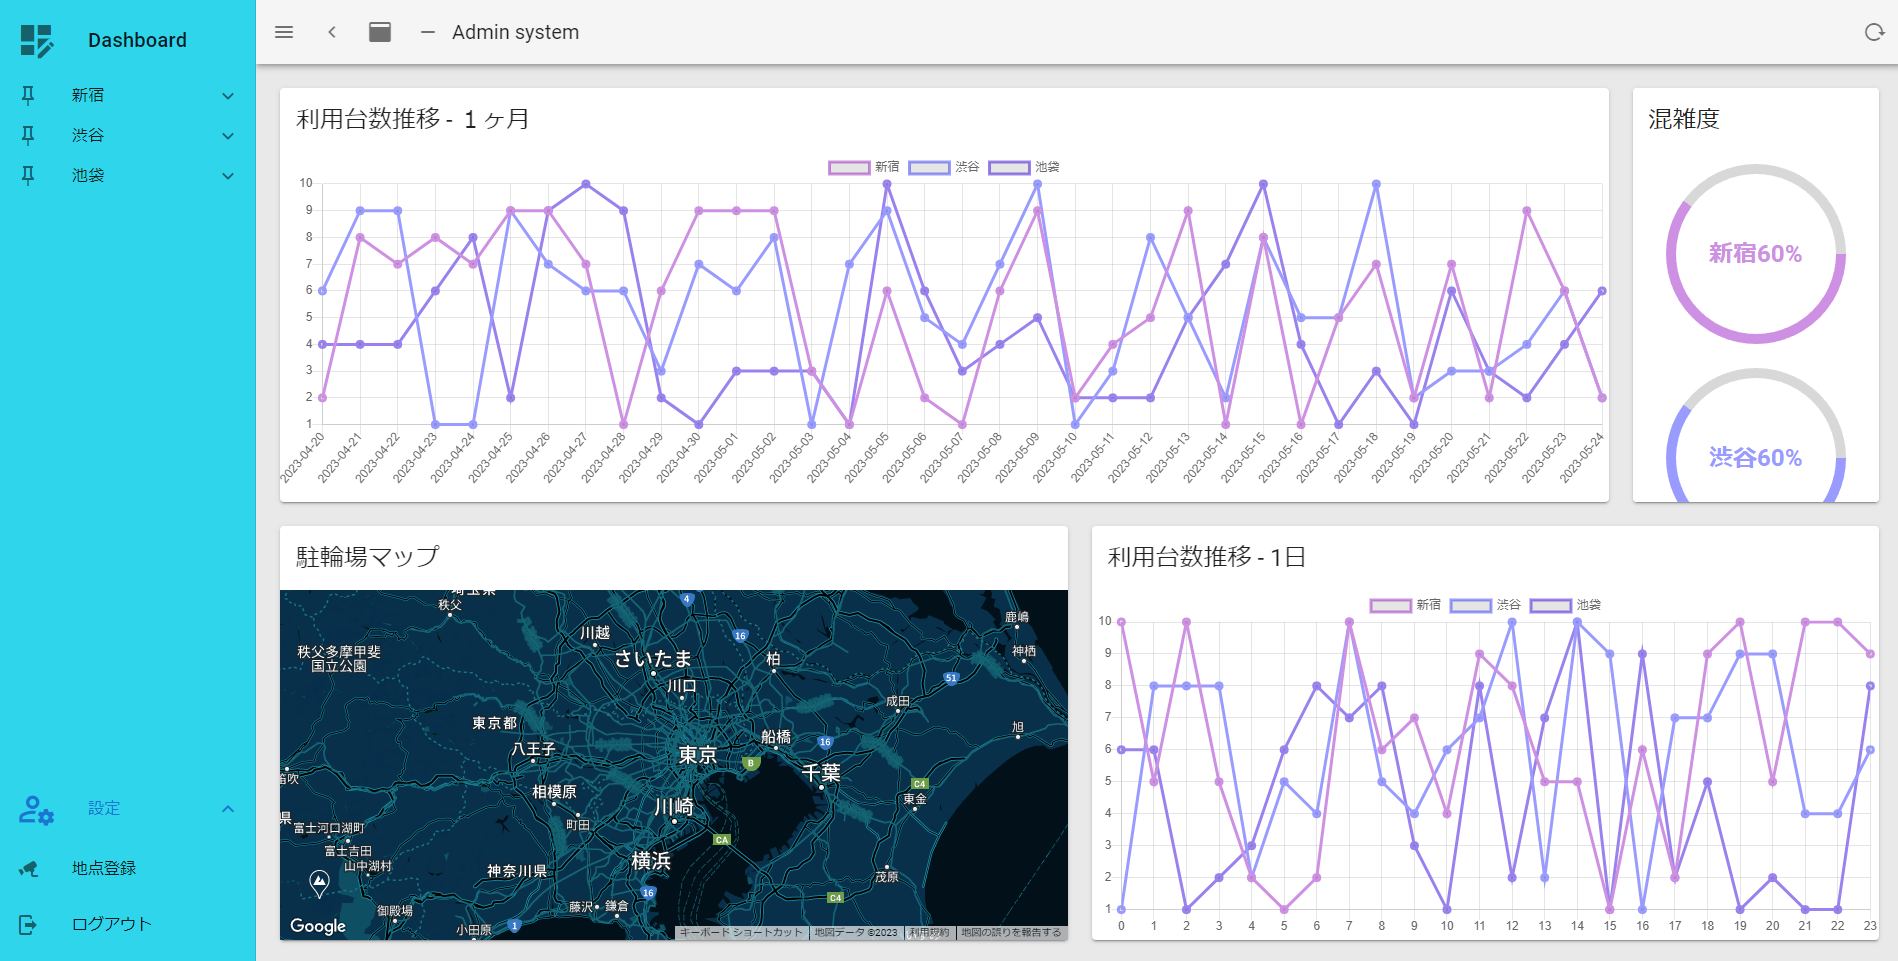 Dashboard
新宿
渋谷
池袋
設定
地点登録
ログアウト
Admin system
利用台数推移 - １ヶ月
新宿 渋谷 池袋
10
9
8
7
6
5
4
3
2
1
2023-04-20 2023-04-21 2023-04-22 2023-04-23 2023-04-24 2023-04-25 2023-04-26 2023-04-27 2023-04-28 2023-04-29 2023-04-30 2023-05-01 2023-05-02 2023-05-03 2023-05-04 2023-05-05 2023-05-06 2023-05-07 2023-05-08 2023-05-09 2023-05-10 2023-05-11 2023-05-12 2023-05-13 2023-05-14 2023-05-15 2023-05-16 2023-05-17 2023-05-18 2023-05-19 2023-05-20 2023-05-21 2023-05-22 2023-05-23 2023-05-24
混雑度
新宿60%
渋谷60%
駐輪場マップ
埼玉県
秩父
4
鹿嶋
川越
16
秩父多摩甲斐
国立公園
さいたま
柏
神栖
川口
51
成田
東京都
旭
八王子
東京
船橋
16
B
千葉
笛吹
相模原
C4
東金
川崎
町田
県
富士河口湖町
CA
富士吉田
山中湖村
横浜
神奈川県
茂原
16
C4
御殿場
藤沢
鎌倉
小田原
1
Google
キーボード ショートカット 地図データ ©2023 利用規約 地図の誤りを報告する
利用台数推移 - 1日
新宿 渋谷 池袋
10
9
8
7
6
5
4
3
2
1
0 1 2 3 4 5 6 7 8 9 10 11 12 13 14 15 16 17 18 19 20 21 22 23